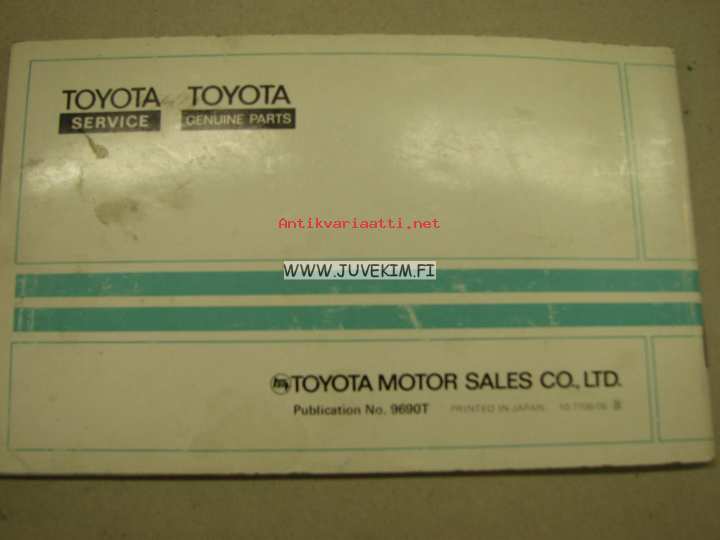 TOYOTA TOYOTA
SERVICE GENUINE PARTS
Antikvariaatti.net
WWW.JUVEKIM.FI
TOYOTA MOTOR SALES CO., LTD.
Publication No. 9690T PRINTED IN JAPAN.